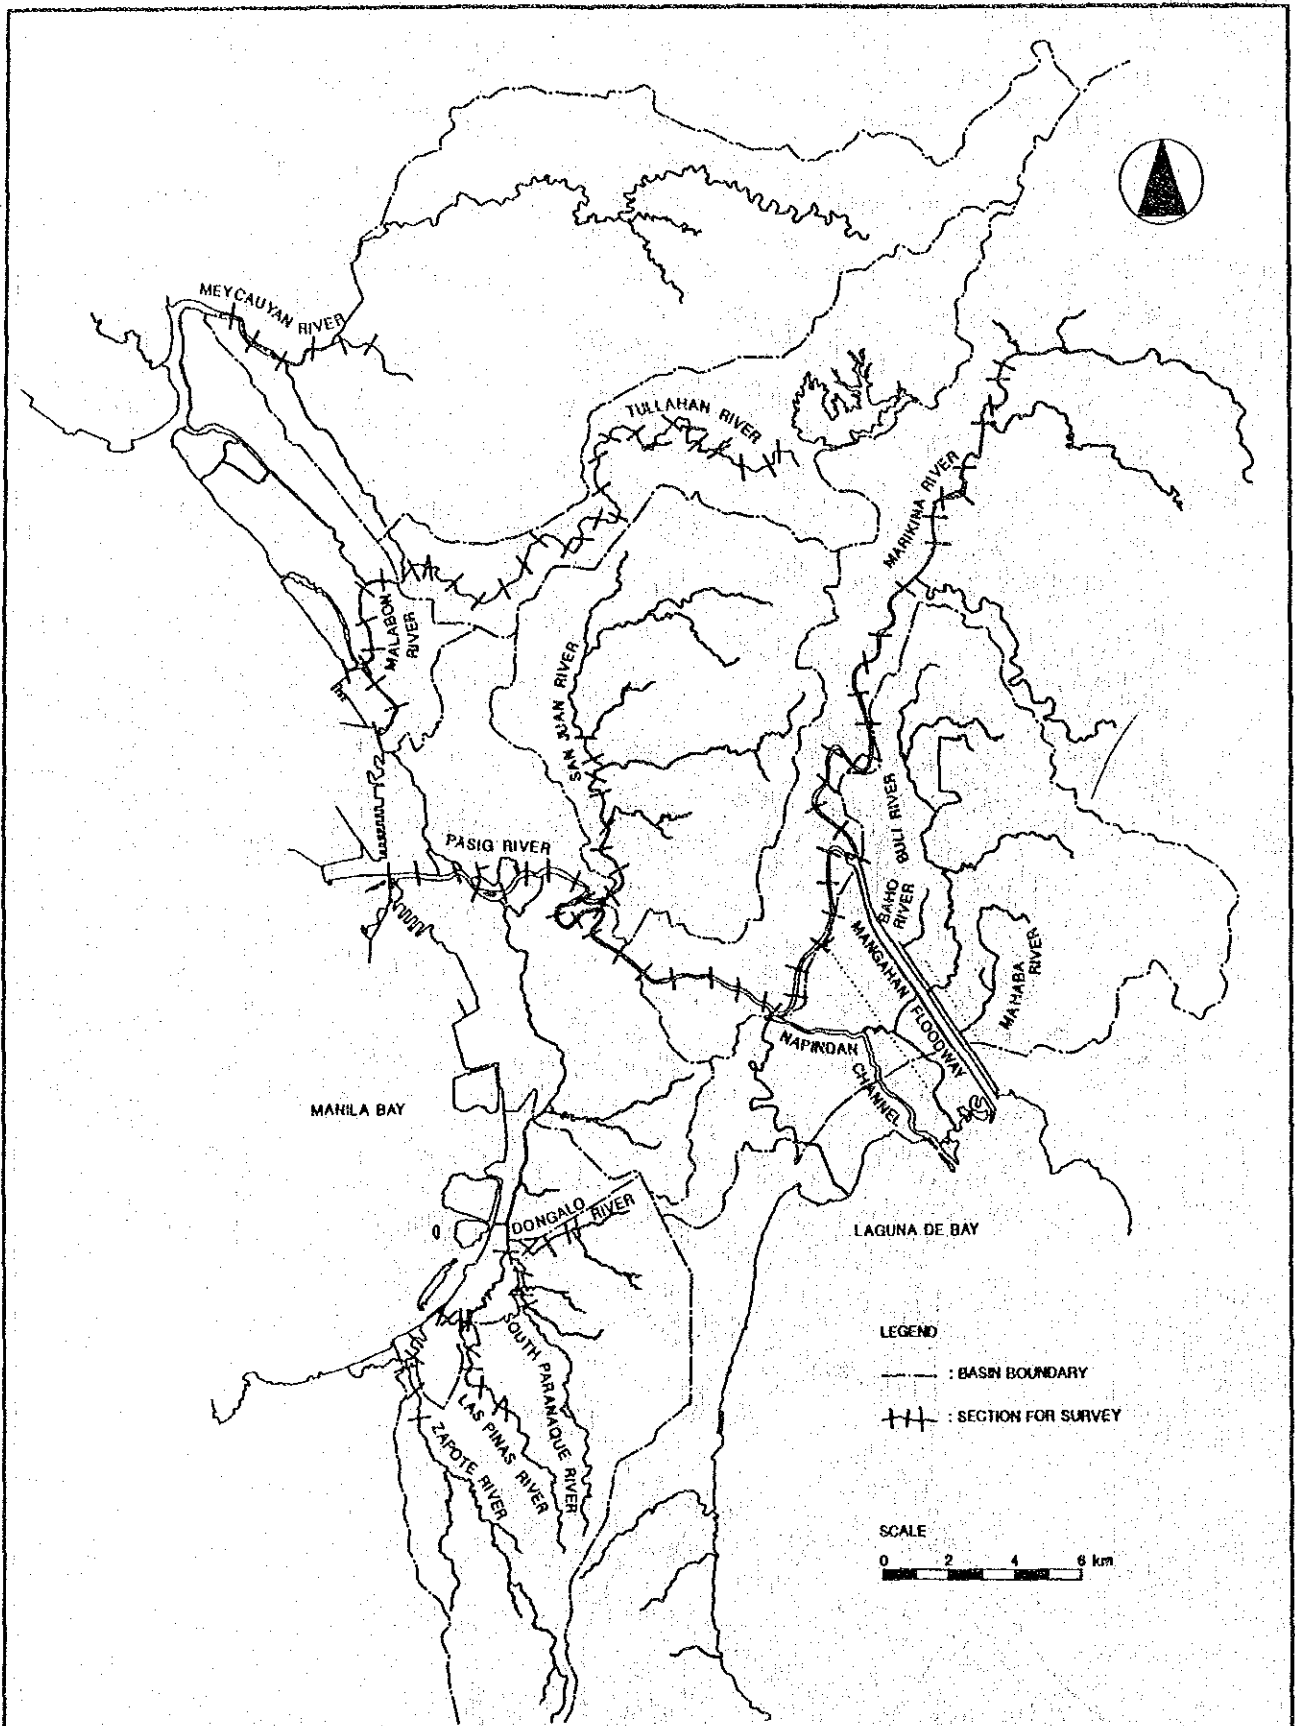 MEYCAUYAN RIVER
TULLAHAN RIVER
MARIKINA RIVER
MALABON
RIVER
SAN JUAN RIVER
PASIG RIVER
BULI RIVER
BAHO
RIVER
MANGAHAN FLOODWAY
MAHABA
RIVER
NAPINDAN
CHANNEL
MANILA BAY
DONGALO RIVER
LAGUNA DE BAY
SOUTH PARANAQUE RIVER
LAS PINAS RIVER
ZAPOTE RIVER
LEGEND
: BASIN BOUNDARY
: SECTION FOR SURVEY
SCALE
0 2 4 6 km